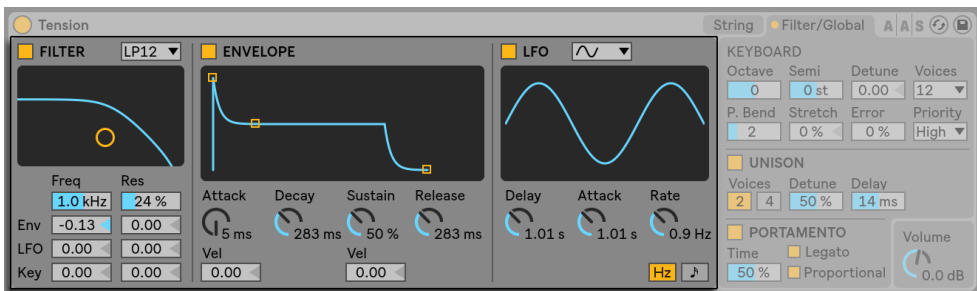 Tension String Filter/Global A A S
FILTER LP12 ENVELOPE LFO KEYBOARD
Octave Semi Detune Voices
0 0 st 0.00 12
P. Bend Stretch Error Priority
2 0 % 0 % High
UNISON
Freq Res Voices Detune Delay
1.0 kHz 24 % Attack Decay Sustain Release Delay Attack Rate 2 4 50 % 14 ms
Env -0.13 0.00 5 ms 283 ms 50 % 283 ms 1.01 s 1.01 s 0.9 Hz PORTAMENTO Volume
LFO 0.00 0.00 Vel Vel Time Legato
Key 0.00 0.00 0.00 0.00 Hz 50 % Proportional 0.0 dB